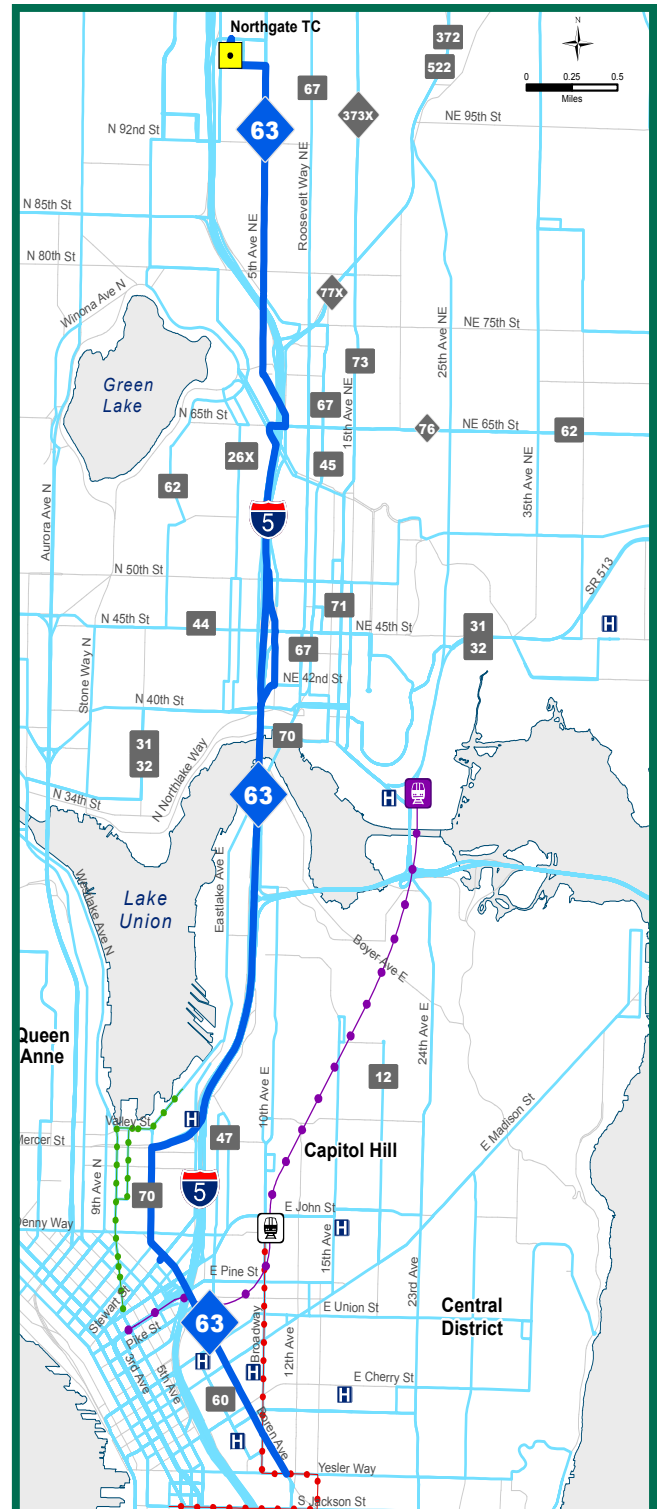 Northgate TC
372
522
N
0 0.25 0.5
Miles
67
373X
63
N 92nd St
NE 95th St
Roosevelt Way NE
N 85th St
5th Ave NE
N 80th St
77X
25th Ave NE
Winona Ave N
NE 75th St
73
Green
Lake
15th Ave NE
67
N 65th St
76
NE 65th St
62
26X
45
35th Ave NE
62
Aurora Ave N
5
N 50th St
SR 513
71
N 45th St
44
NE 45th St
31
32
H
Stone Way N
67
NE 42nd St
N 40th St
70
31
32
N Northlake Way
63
H
N 34th St
Westlake Ave N
Lake
Union
Eastlake Ave E
Boyer Ave E
Queen
Anne
24th Ave E
12
10th Ave E
E Madison St
H
Valley St
47
Mercer St
Capitol Hill
9th Ave N
70
5
E John St
H
Denny Way
15th Ave
E Pine St
23rd Ave
Stewart St
63
E Union St
Central
District
Pike St
Broadway
12th Ave
3rd Ave
5th Ave
H
H
E Cherry St
H
60
Boren Ave
H
Yesler Way
S Jackson St